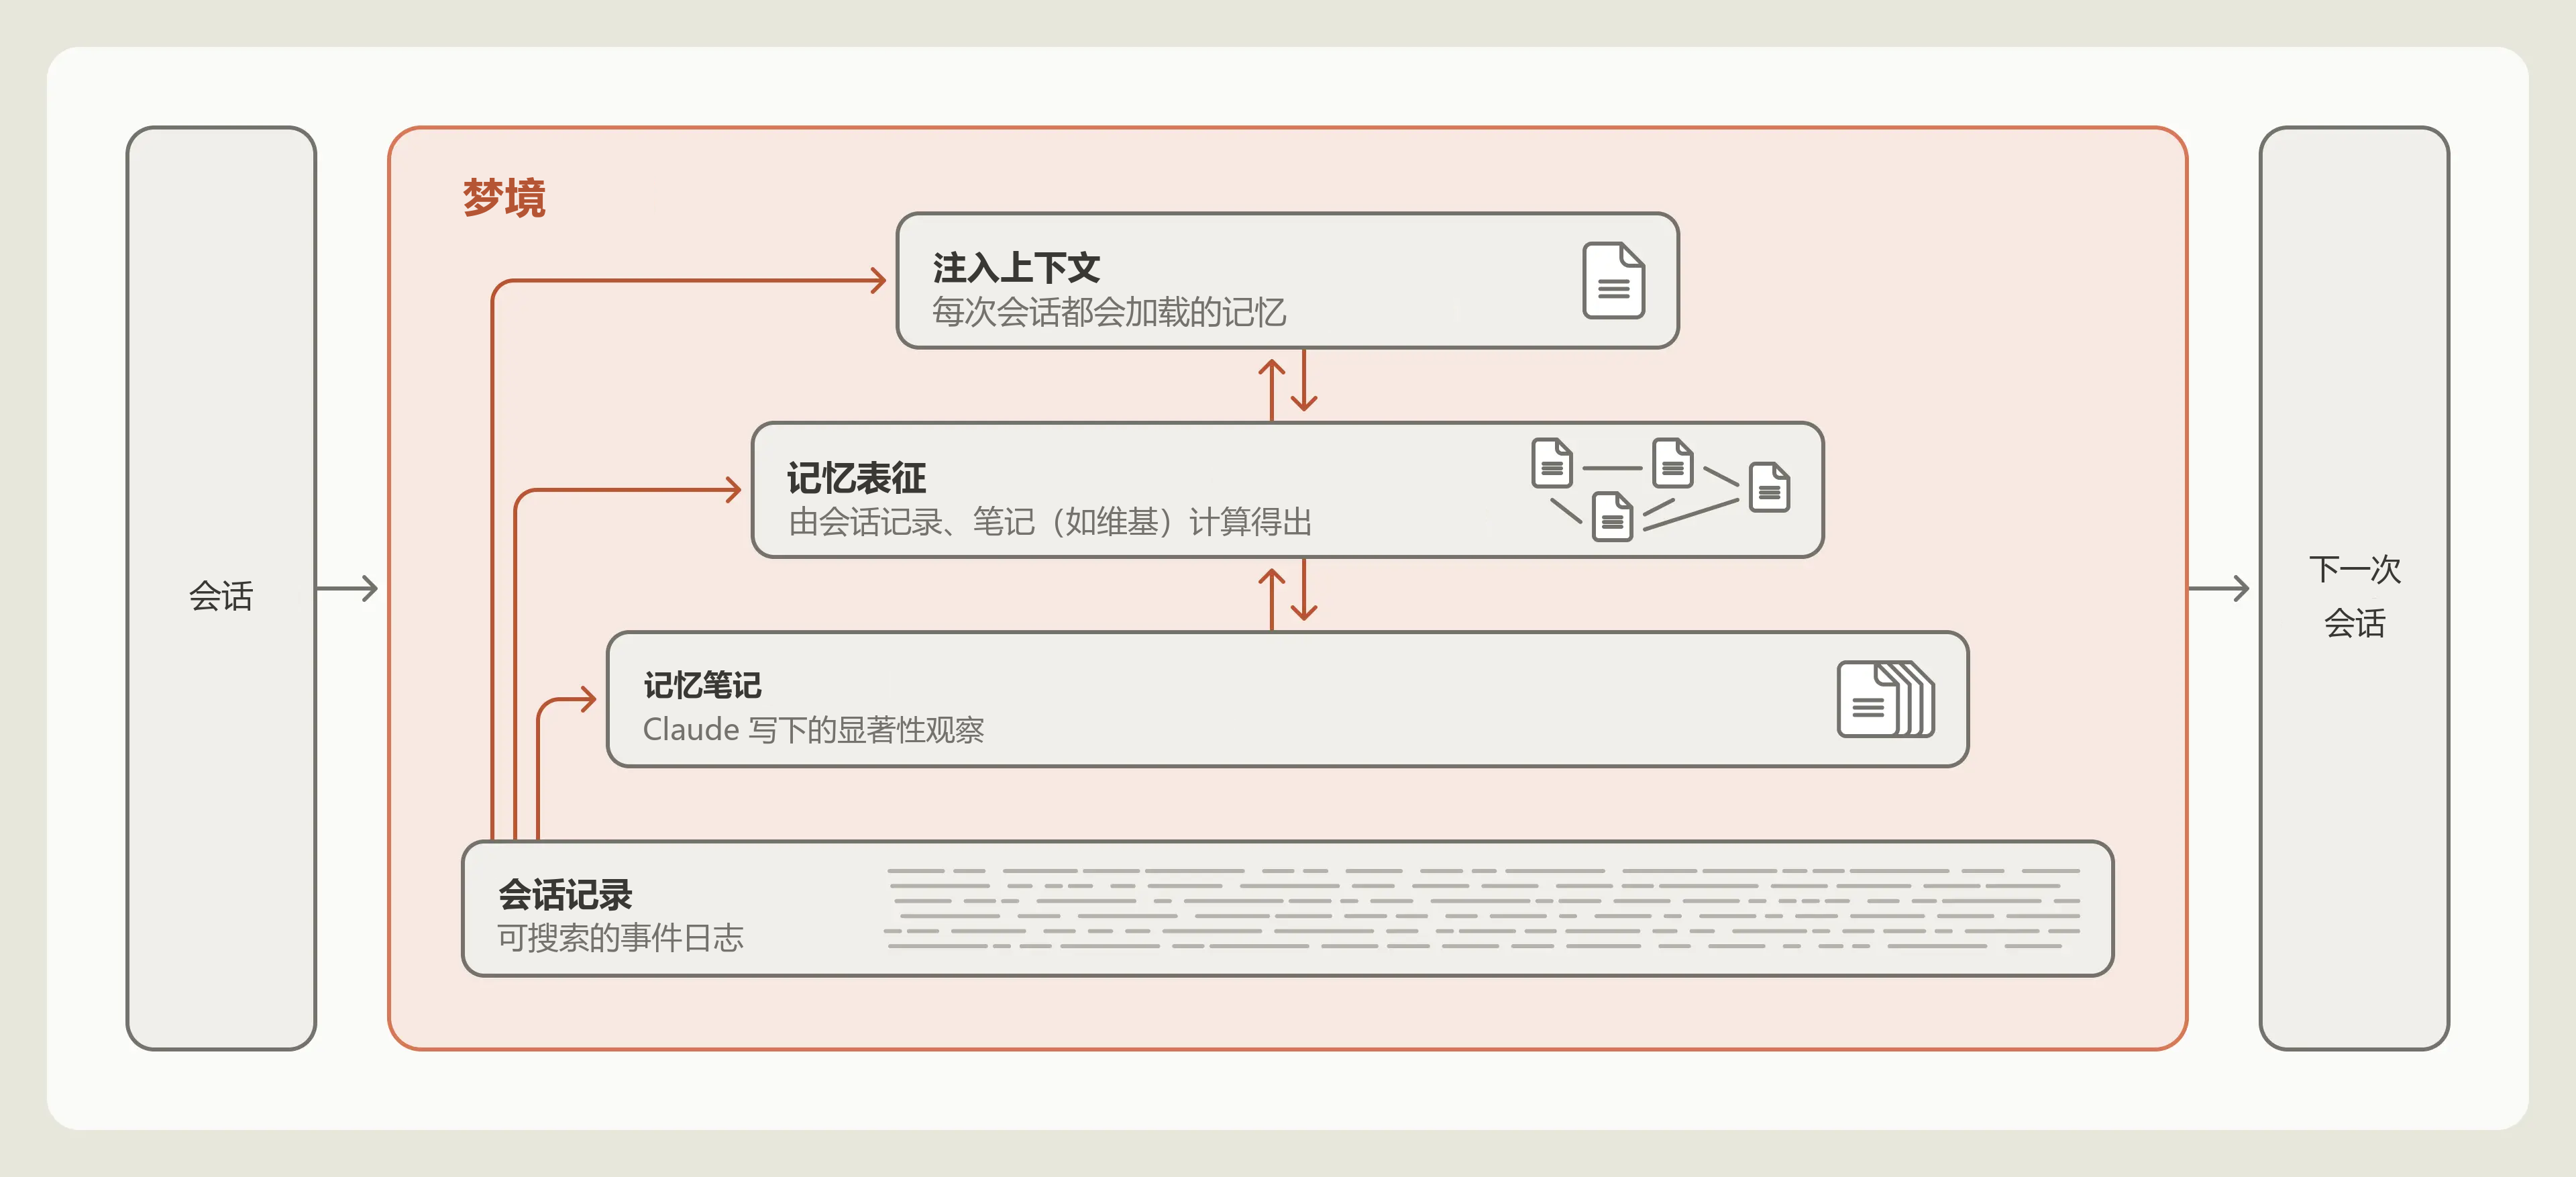 会话
梦境
注入上下文
每次会话都会加载的记忆
记忆表征
由会话记录、笔记（如维基）计算得出
记忆笔记
Claude 写下的显著性观察
会话记录
可搜索的事件日志
下一次
会话